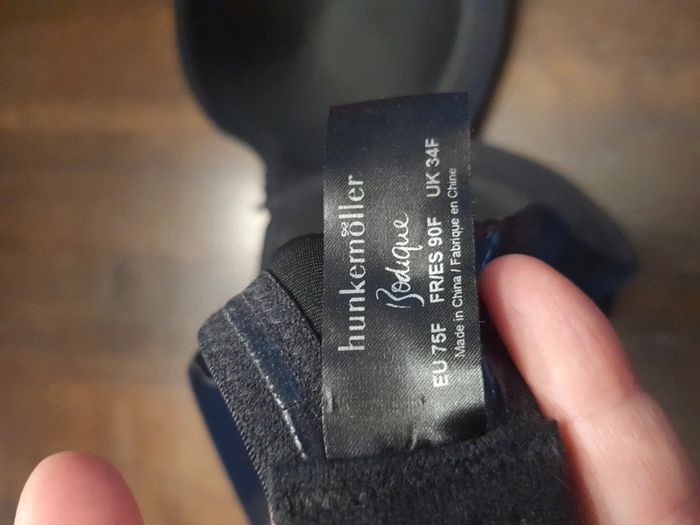 hunkemöller
Bodique
EU 75F FR/ES 90F UK 34F
Made in China / Fabriqué en Chine